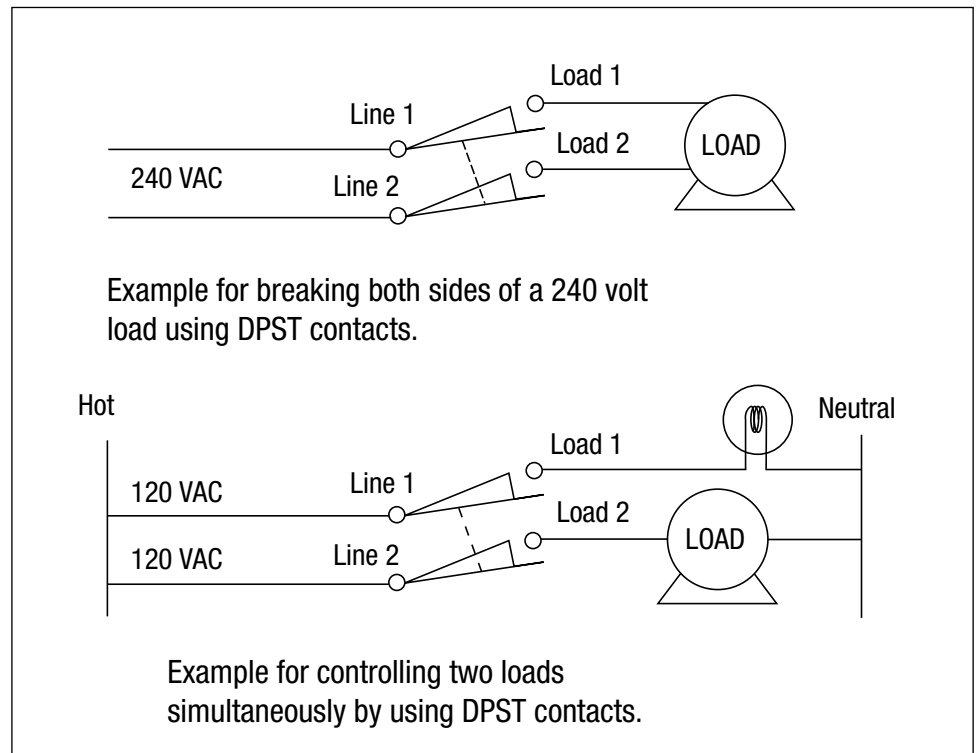 Load 1
Line 1
LOAD
Load 2
240 VAC
Line 2
Example for breaking both sides of a 240 volt
load using DPST contacts.
Hot
Neutral
Load 1
120 VAC
Line 1
Load 2
LOAD
120 VAC
Line 2
Example for controlling two loads
simultaneously by using DPST contacts.